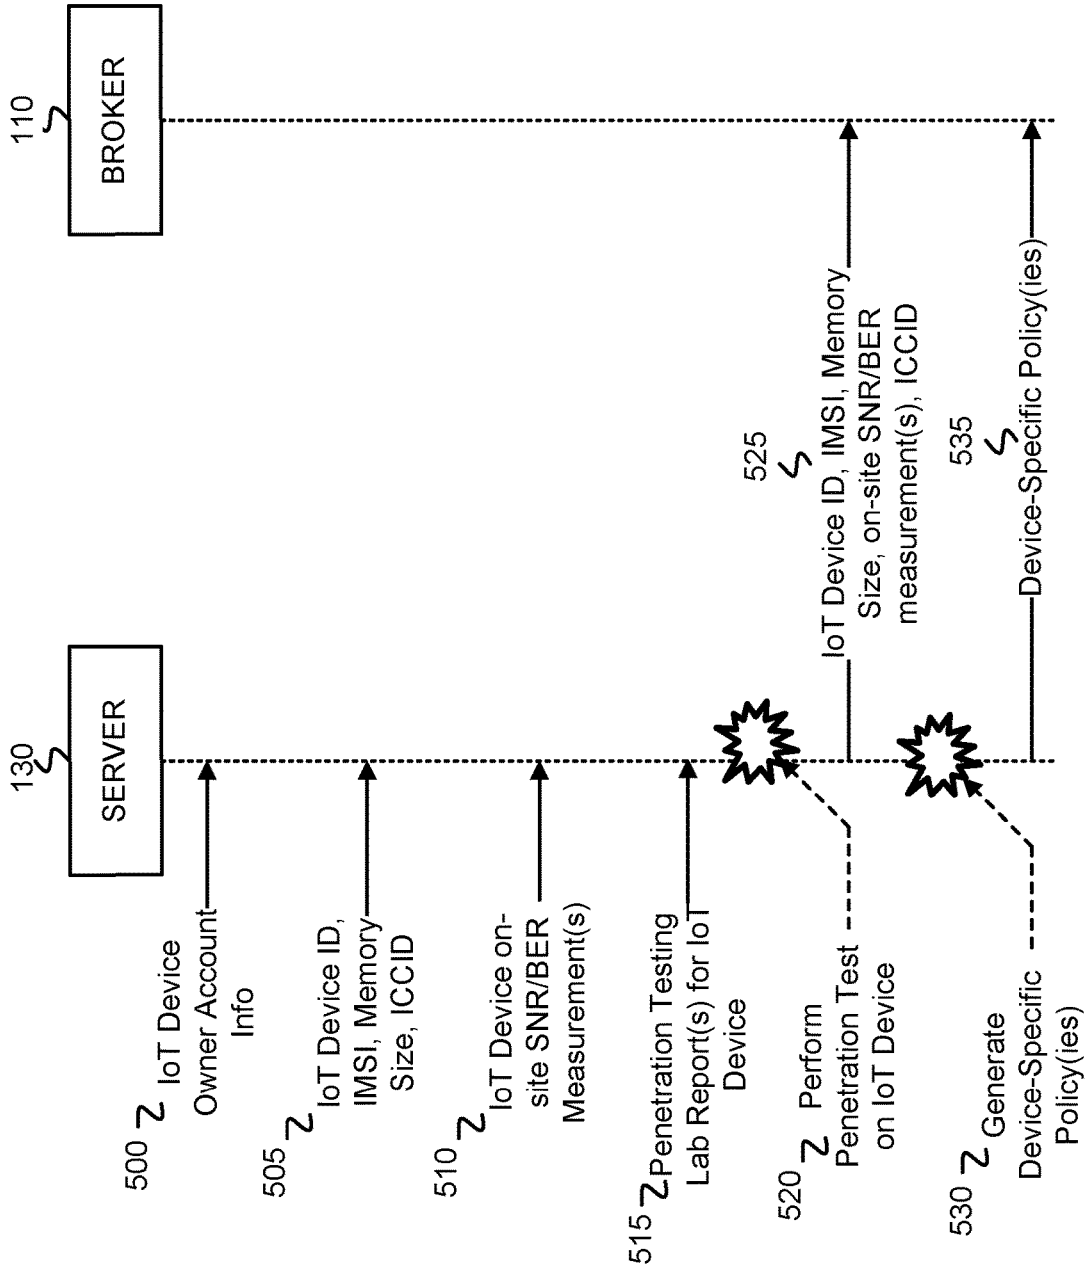 130
SERVER
110
BROKER
500
IoT Device
Owner Account
Info
505
IoT Device ID,
IMSI, Memory
Size, ICCID
510
IoT Device on-
site SNR/BER
Measurement(s)
515
Penetration Testing
Lab Report(s) for IoT
Device
520
Perform
Penetration Test
on IoT Device
525
IoT Device ID, IMSI, Memory
Size, on-site SNR/BER
measurement(s), ICCID
530
Generate
Device-Specific
Policy(ies)
535
Device-Specific Policy(ies)